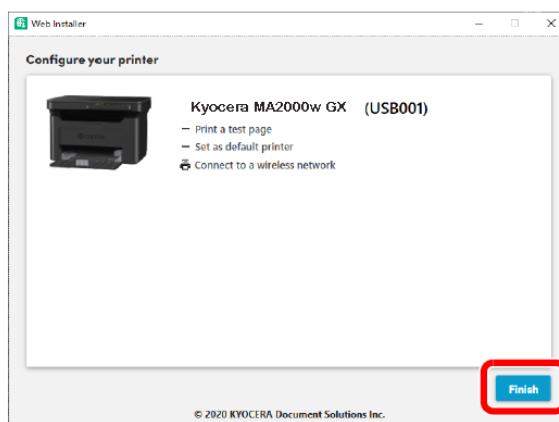 Web Installer
Configure your printer
Kyocera MA2000w GX (USB001)
Print a test page
Set as default printer
Connect to a wireless network
Finish
© 2020 KYOCERA Document Solutions Inc.